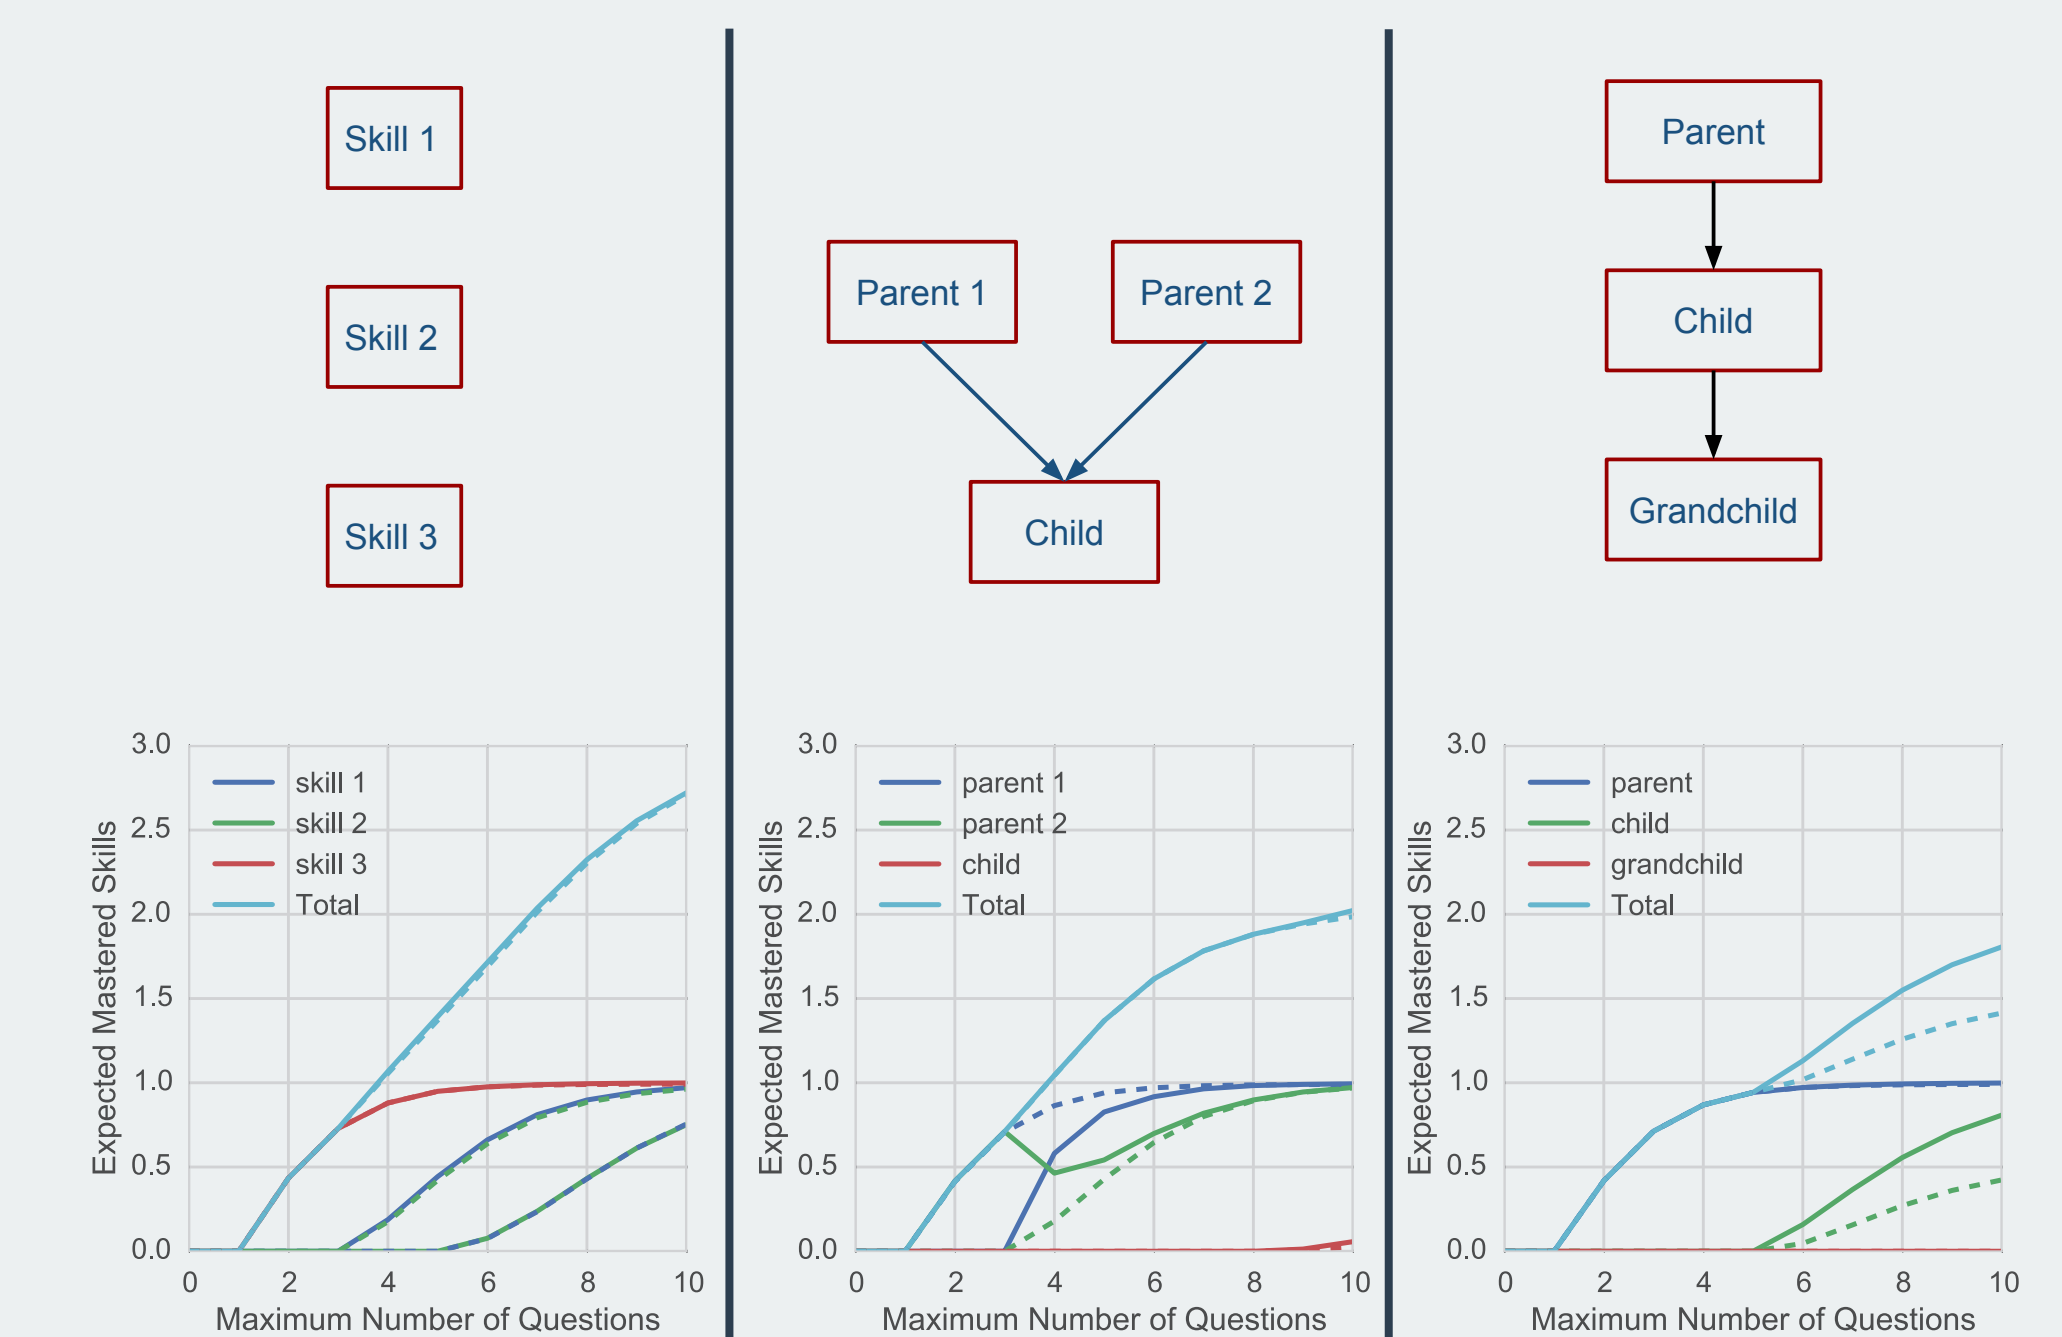 Skill 1
Skill 2
Skill 3
3.0
2.5
2.0
1.5
1.0
0.5
0.0
Expected Mastered Skills
skill 1
skill 2
skill 3
Total
0 2 4 6 8 10
Maximum Number of Questions
Parent 1 Parent 2
Child
3.0
2.5
2.0
1.5
1.0
0.5
0.0
Expected Mastered Skills
parent 1
parent 2
child
Total
0 2 4 6 8 10
Maximum Number of Questions
Parent
Child
Grandchild
3.0
2.5
2.0
1.5
1.0
0.5
0.0
Expected Mastered Skills
parent
child
grandchild
Total
0 2 4 6 8 10
Maximum Number of Questions